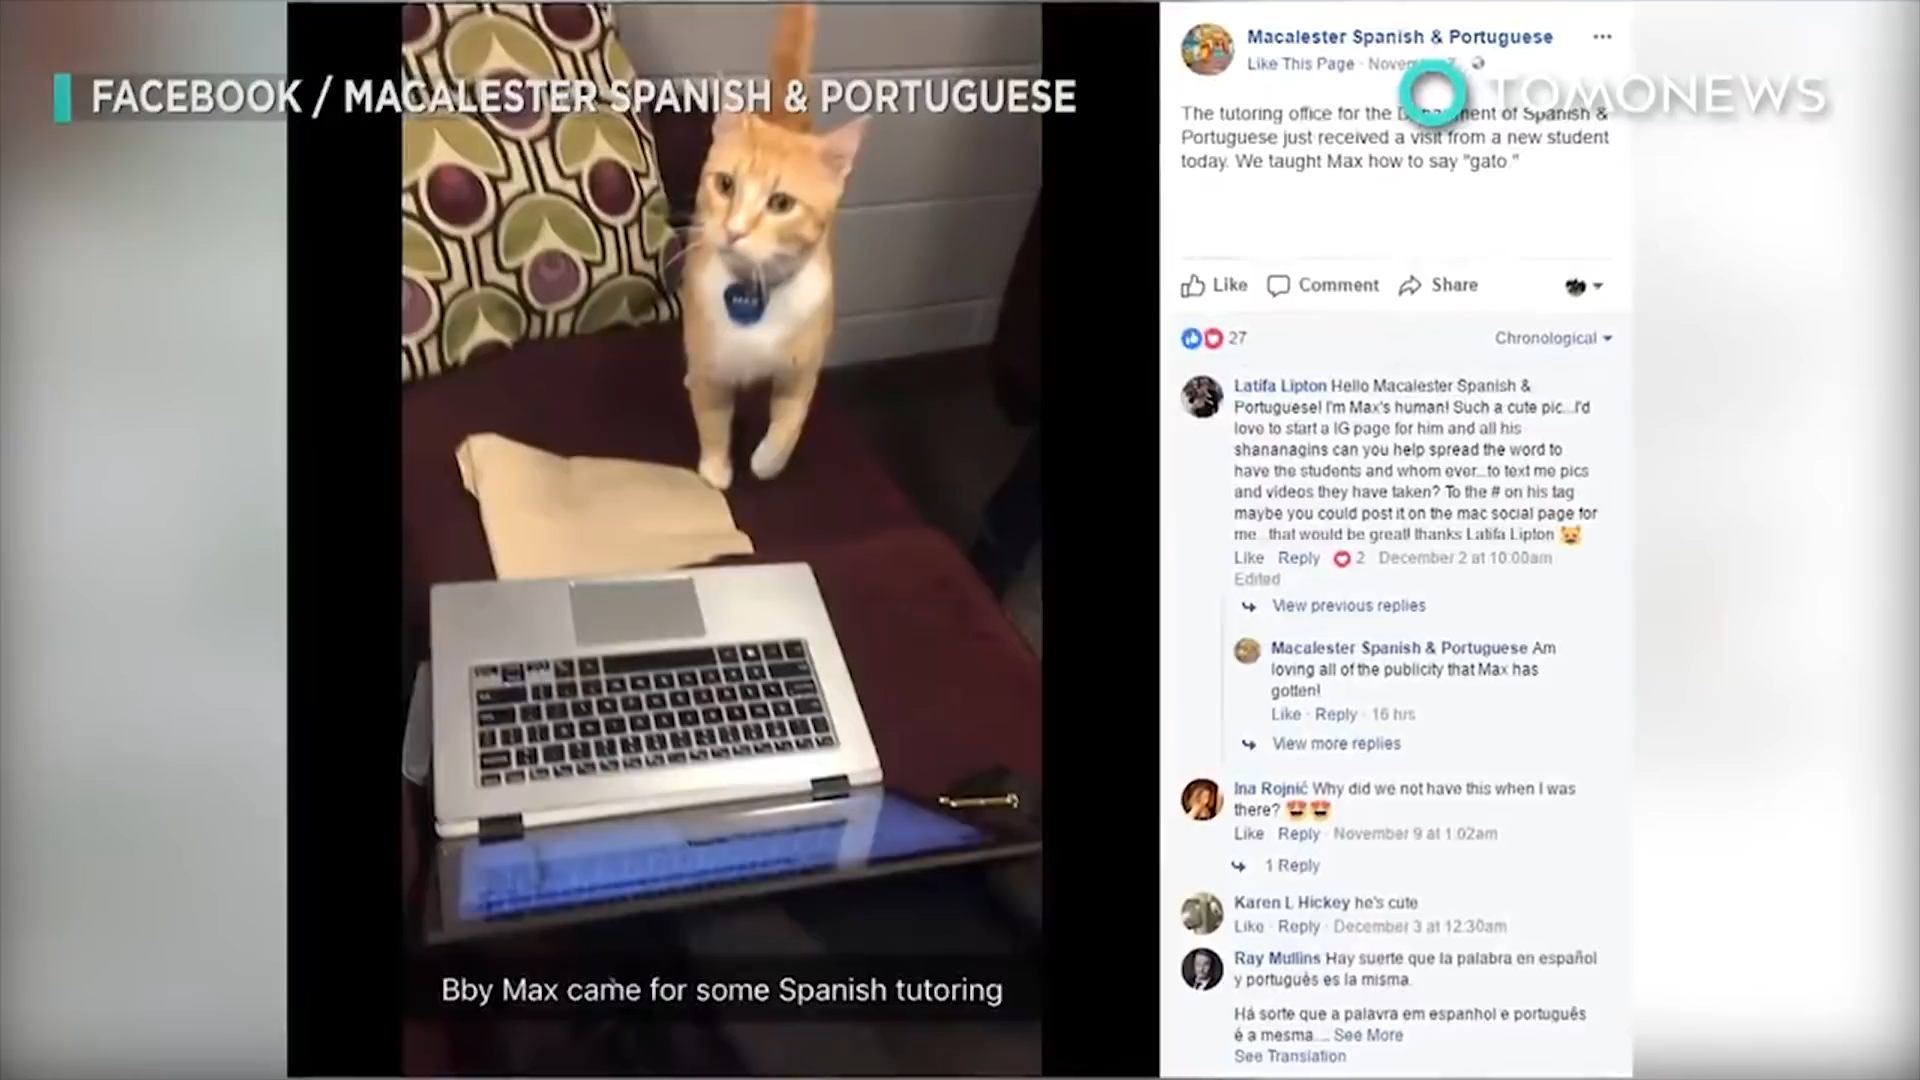 FACEBOOK / MACALESTER SPANISH & PORTUGUESE
TOMONEWS
MAX
Bby Max came for some Spanish tutoring
Macalester Spanish & Portuguese
Like This Page
The tutoring office for the of Spanish &
Portuguese just received a visit from a new student
today. We taught Max how to say "gato."
Like Comment Share
27 Chronological
Latifa Lipton Hello Macalester Spanish &
Portuguese! I'm Max's human! Such a cute pic...I'd
love to start a IG page for him and all his
shananagins can you help spread the word to
have the students and whom ever...to text me pics
and videos they have taken? To the # on his tag
maybe you could post it on the mac social page for
me...that would be great! thanks Latifa Lipton
Like Reply 2 December 2 at 10:00am
Edited
View previous replies
Macalester Spanish & Portuguese Am
loving all of the publicity that Max has
gotten!
Like · Reply · 16 hrs
View more replies
Ina Rojnić Why did we not have this when I was
there?
Like · Reply · November 9 at 1:02am
1 Reply
Karen L Hickey he's cute
Like · Reply · December 3 at 12:30am
Ray Mullins Hay suerte que la palabra en español
y portugués es la misma.
Há sorte que a palavra em espanhol e português
é a mesma.... See More
See Translation